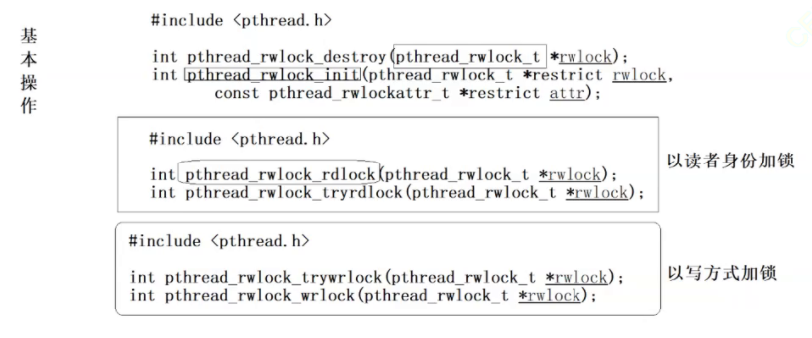 基本操作
#include <pthread.h>
int pthread_rwlock_destroy(pthread_rwlock_t *rwlock);
int pthread_rwlock_init(pthread_rwlock_t *restrict rwlock,
const pthread_rwlockattr_t *restrict attr);
#include <pthread.h>
int pthread_rwlock_rdlock(pthread_rwlock_t *rwlock);
int pthread_rwlock_tryrdlock(pthread_rwlock_t *rwlock);
以读者身份加锁
#include <pthread.h>
int pthread_rwlock_trywrlock(pthread_rwlock_t *rwlock);
int pthread_rwlock_wrlock(pthread_rwlock_t *rwlock);
以写方式加锁